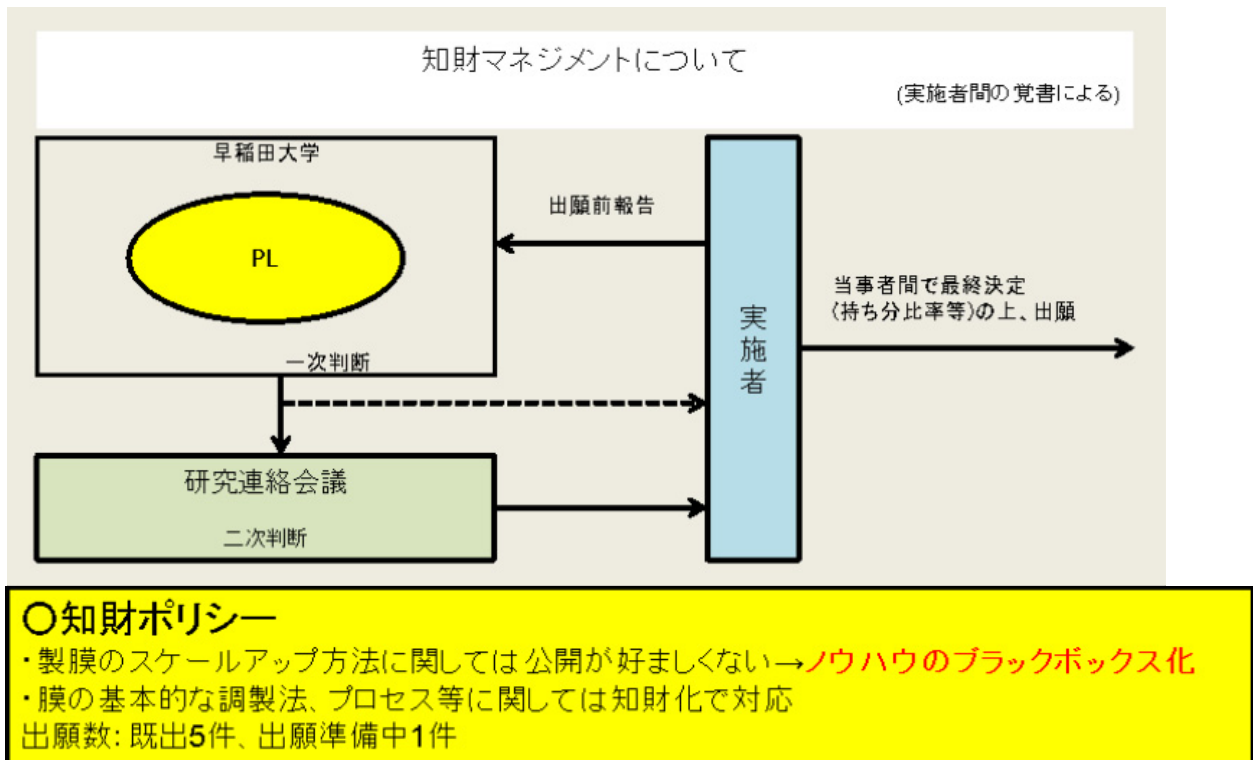 知財マネジメントについて
(実施者間の覚書による)
早稲田大学
PL
一次判断
出願前報告
実施者
当事者間で最終決定
(持ち分比率等)の上、出願
研究連絡会議
二次判断
〇知財ポリシー
・製膜のスケールアップ方法に関しては公開が好ましくない→ノウハウのブラックボックス化
・膜の基本的な調製法、プロセス等に関しては知財化で対応
出願数:既出5件、出願準備中1件